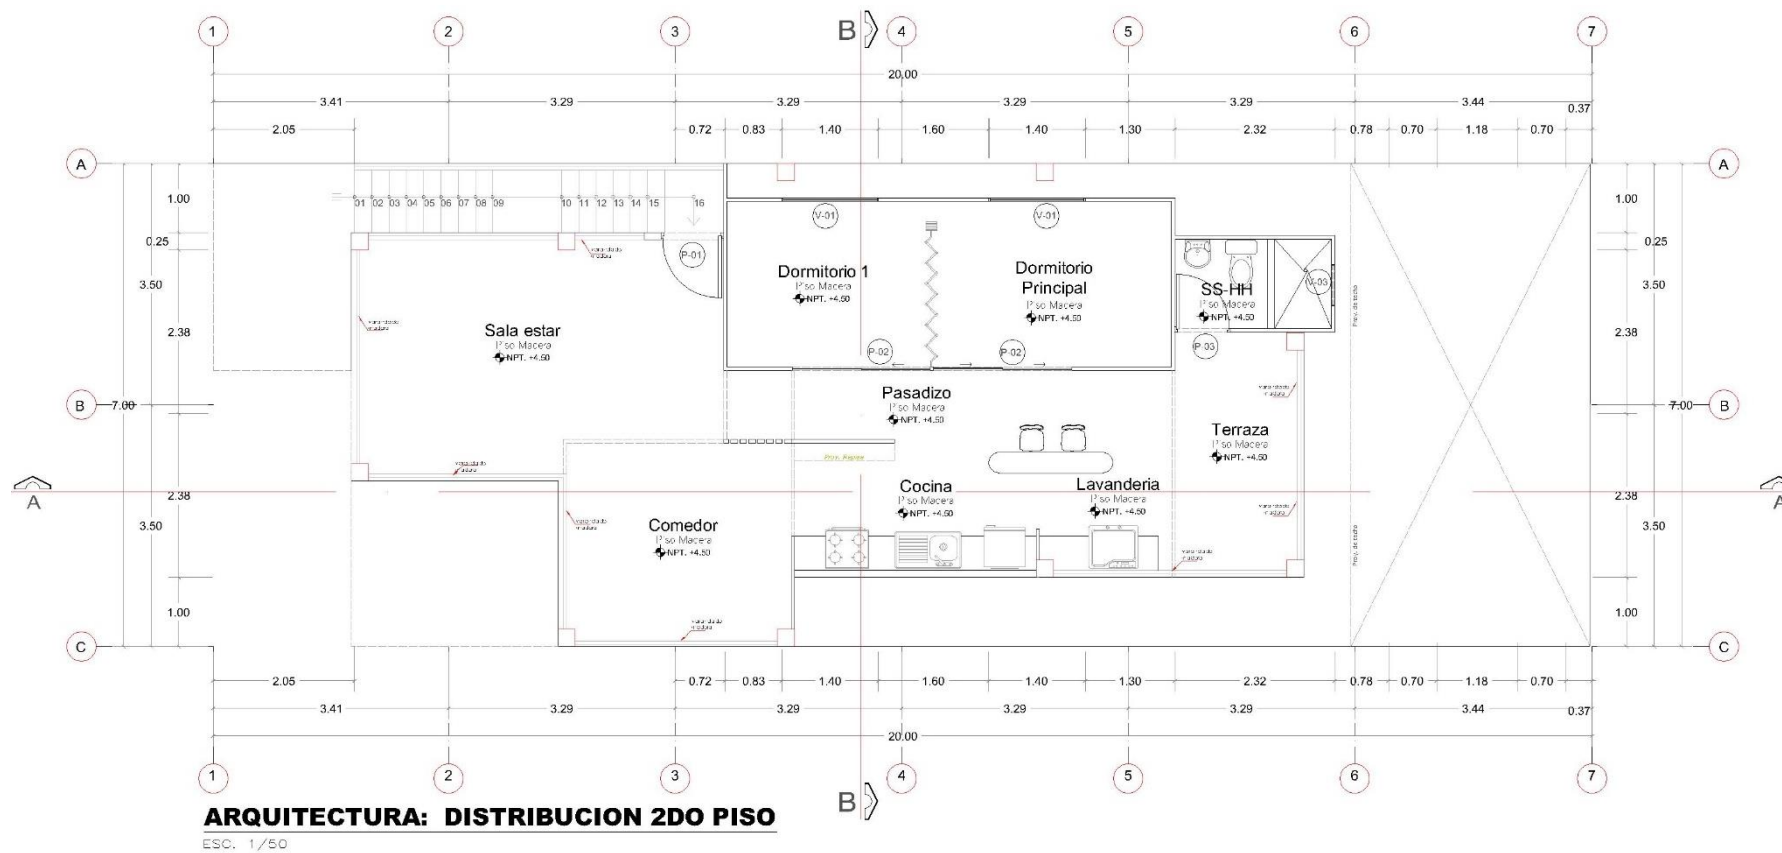 1 2 3 B 4 5 6 7
20.00
3.41 3.29 3.29 3.29 3.29 3.44 0.37
2.05 0.72 0.83 1.40 1.60 1.40 1.30 2.32 0.78 0.70 1.18 0.70
A A
1.00 1.00
01 02 03 04 05 06 07 08 09 10 11 12 13 14 15 16
V-01 V-01
0.25 0.25
P-01
3.50 3.50
Dormitorio 1
NPT. +4.50
Dormitorio
Principal
NPT. +4.50
SS-HH
NPT. +4.50
V-03
2.38 2.38
Sala estar
NPT. +4.50
P-02 P-02 P-03
Pasadizo
NPT. +4.50
B 7.00 7.00 B
Terraza
NPT. +4.50
Proy. de techo
Cocina
NPT. +4.50
Lavanderia
NPT. +4.50
A A
2.38 2.38
3.50 3.50
Comedor
NPT. +4.50
Proy. de techo
1.00 1.00
C C
2.05 0.72 0.83 1.40 1.60 1.40 1.30 2.32 0.78 0.70 1.18 0.70
3.41 3.29 3.29 3.29 3.29 3.44 0.37
20.00
1 2 3 B 4 5 6 7
ARQUITECTURA: DISTRIBUCION 2DO PISO
ESC. 1/50